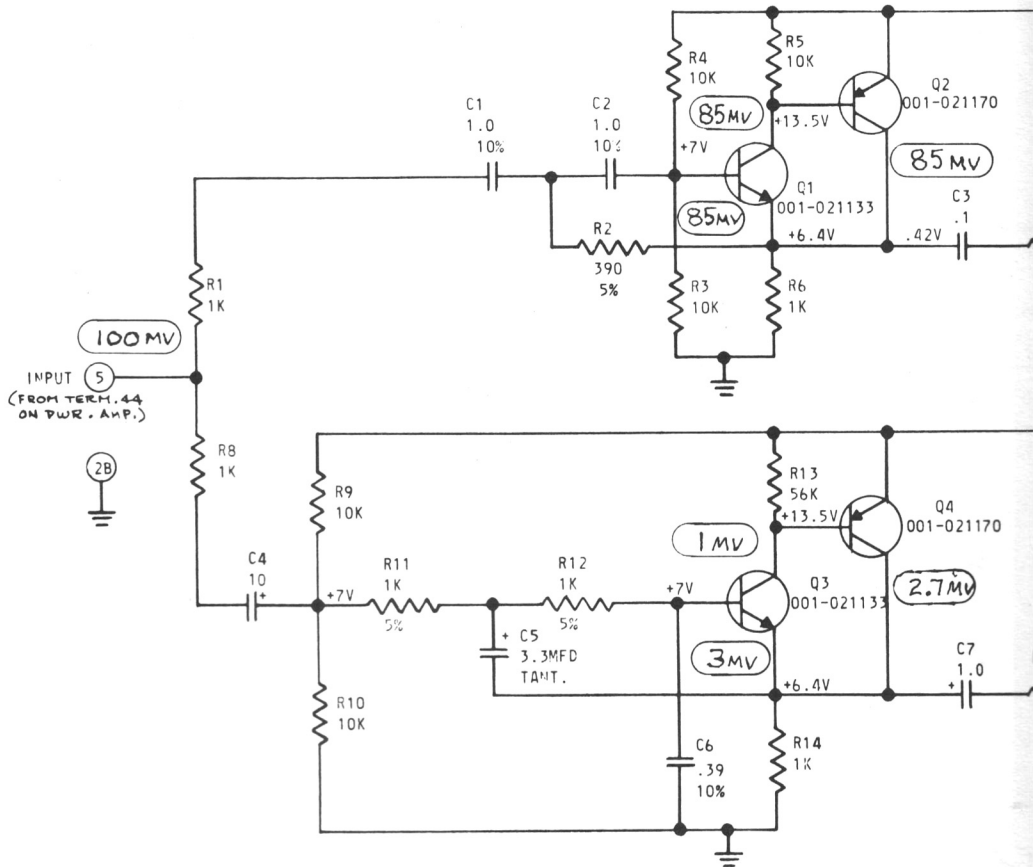 R4
10K
R5
10K
Q2
001-021170
C1
1.0
10%
C2
1.0
10%
85MV
+13.5V
+7V
85MV
Q1
001-021133
85MV
C3
.1
R2
390
5%
+6.4V
.42V
R1
1K
R3
10K
R6
1K
100MV
INPUT 5
(FROM TERM.44
ON PWR. AMP.)
R8
1K
2B
R9
10K
R13
56K
+13.5V
Q4
001-021170
1MV
C4
10
+
+7V
R11
1K
5%
R12
1K
5%
+7V
Q3
001-021133
2.7MV
+ C5
3.3MFD
TANT.
3MV
+6.4V
C7
1.0
+
R10
10K
C6
.39
10%
R14
1K